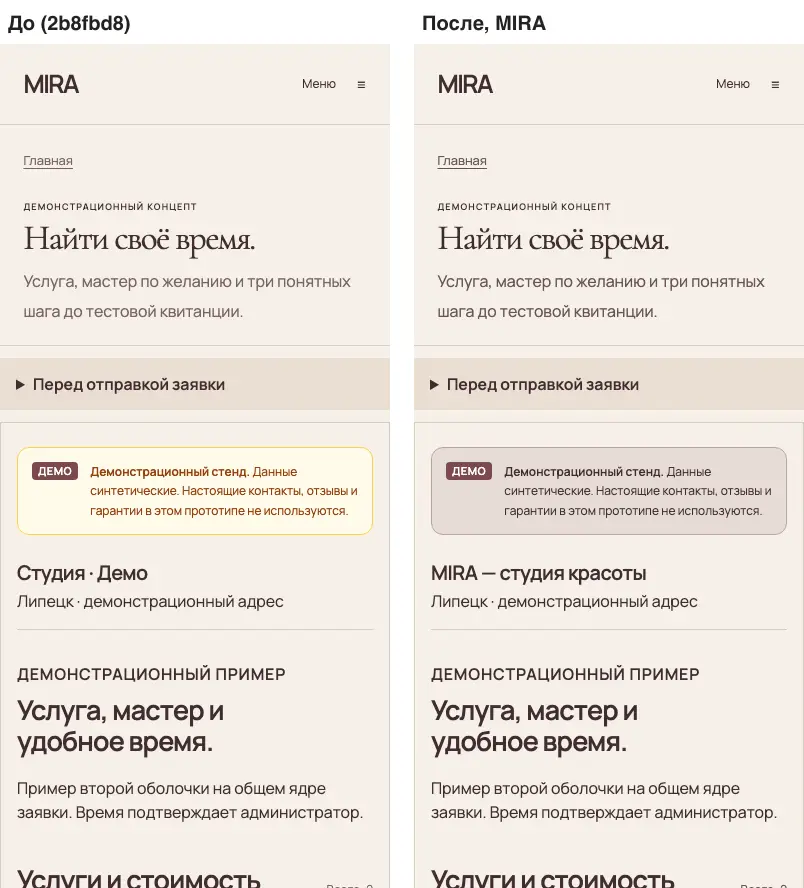 До (2b8fbd8)
MIRA
Меню ≡
Главная
ДЕМОНСТРАЦИОННЫЙ КОНЦЕПТ
Найти своё время.
Услуга, мастер по желанию и три понятных
шага до тестовой квитанции.
▶ Перед отправкой заявки
ДЕМО
Демонстрационный стенд. Данные
синтетические. Настоящие контакты, отзывы и
гарантии в этом прототипе не используются.
Студия · Демо
Липецк · демонстрационный адрес
ДЕМОНСТРАЦИОННЫЙ ПРИМЕР
Услуга, мастер и
удобное время.
Пример второй оболочки на общем ядре
заявки. Время подтверждает администратор.
Услуги и стоимость
После, MIRA
MIRA
Меню ≡
Главная
ДЕМОНСТРАЦИОННЫЙ КОНЦЕПТ
Найти своё время.
Услуга, мастер по желанию и три понятных
шага до тестовой квитанции.
▶ Перед отправкой заявки
ДЕМО
Демонстрационный стенд. Данные
синтетические. Настоящие контакты, отзывы и
гарантии в этом прототипе не используются.
MIRA — студия красоты
Липецк · демонстрационный адрес
ДЕМОНСТРАЦИОННЫЙ ПРИМЕР
Услуга, мастер и
удобное время.
Пример второй оболочки на общем ядре
заявки. Время подтверждает администратор.
Услуги и стоимость